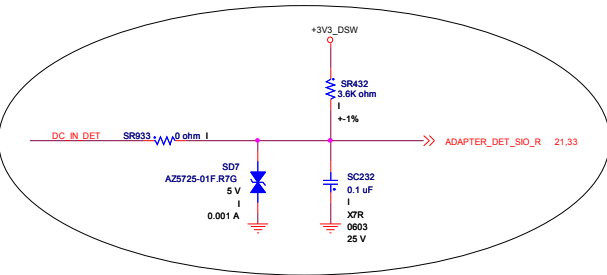 +3V3_DSW
SR432
3.6K ohm
I
+-1%
DC_IN_DET
SR933
0 ohm I
ADAPTER_DET_SIO_R 21,33
SD7
AZ5725-01F.R7G
5 V
I
0.001 A
SC232
0.1 uF
I
X7R
0603
25 V